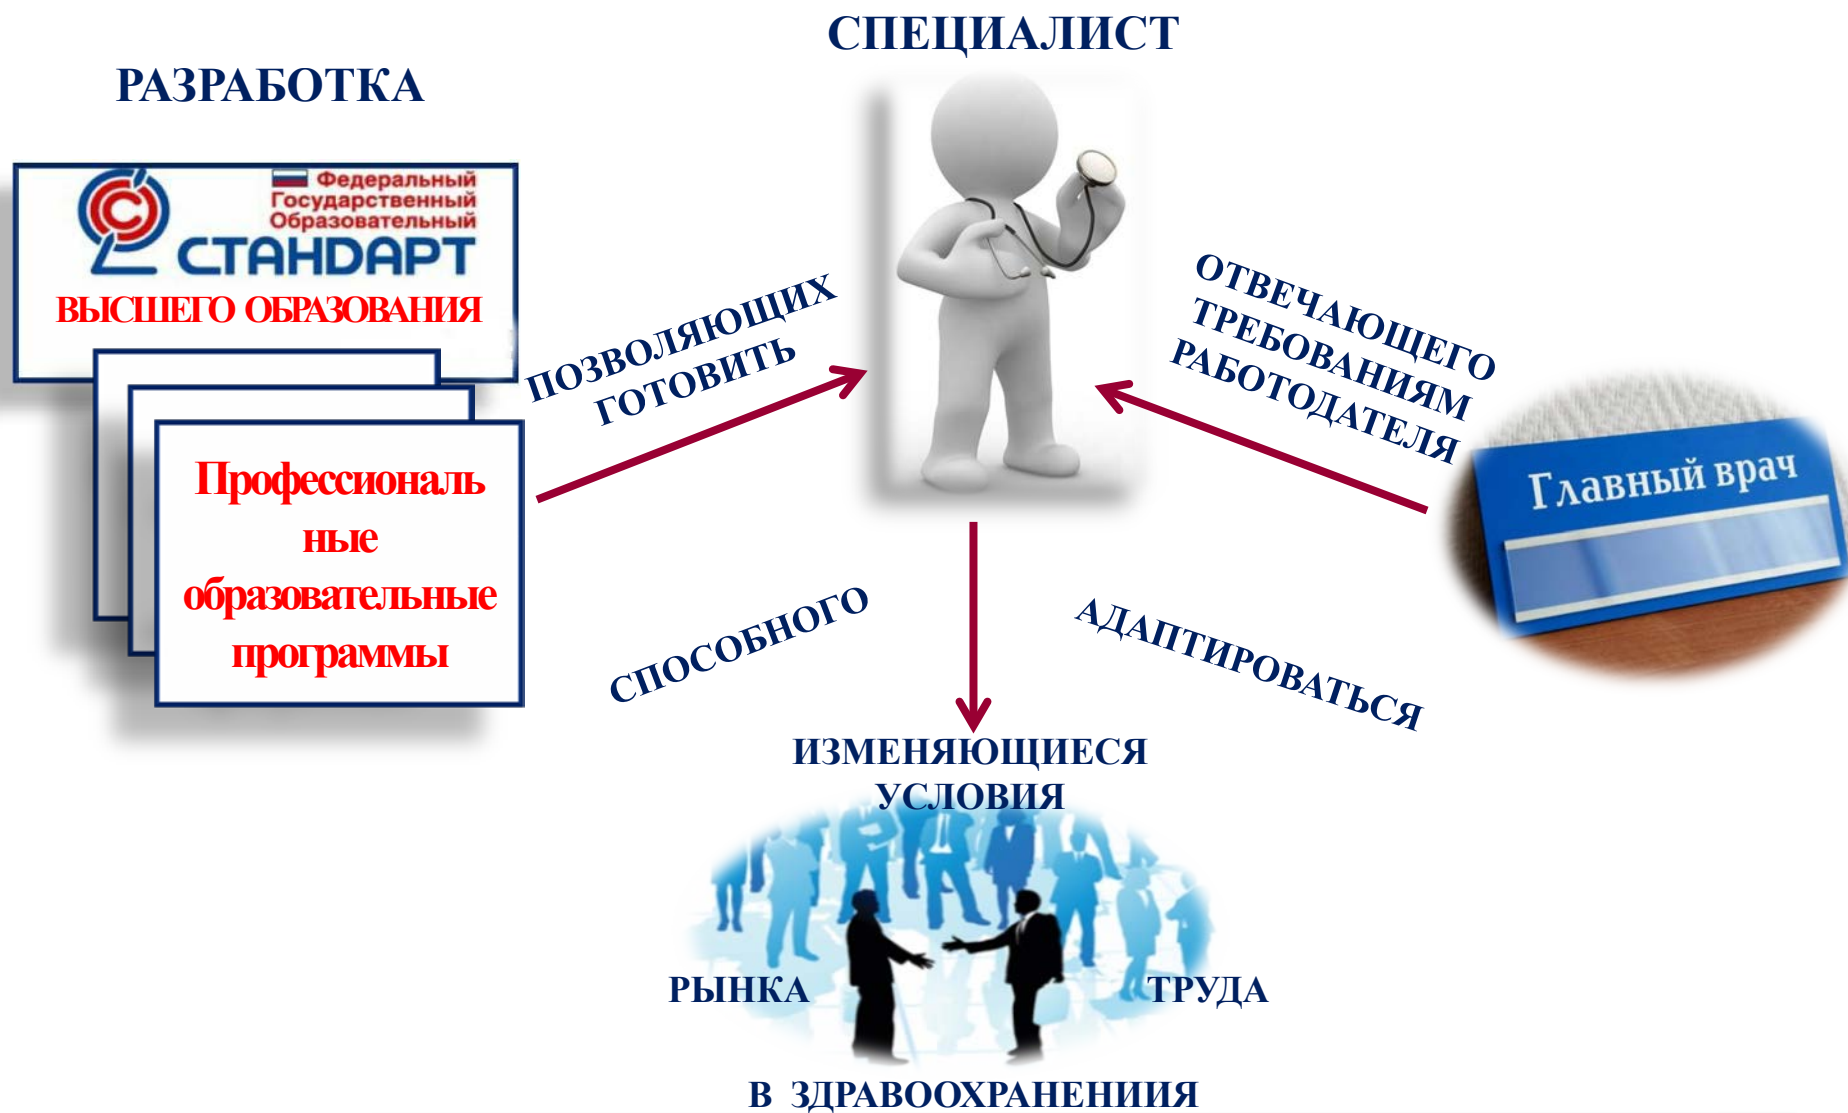 СПЕЦИАЛИСТ
РАЗРАБОТКА
Федеральный
Государственный
Образовательный
СТАНДАРТ
ВЫСШЕГО ОБРАЗОВАНИЯ
Профессиональ
ные
образовательные
программы
ПОЗВОЛЯЮЩИХ
ГОТОВИТЬ
ОТВЕЧАЮЩЕГО
ТРЕБОВАНИЯМ
РАБОТОДАТЕЛЯ
Главный врач
СПОСОБНОГО
АДАПТИРОВАТЬСЯ
ИЗМЕНЯЮЩИЕСЯ
УСЛОВИЯ
РЫНКА ТРУДА
В ЗДРАВООХРАНЕНИИЯ